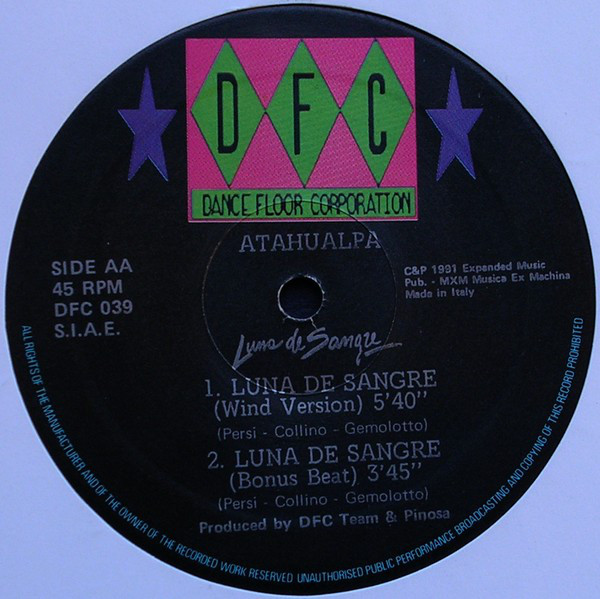 D F C
DANCE FLOOR CORPORATION
ATAHUALPA
SIDE AA
45 RPM
DFC 039
S.I.A.E.
C&P 1991 Expanded Music
Pub. - MXM Musica Ex Machina
Made in Italy
Luna de Sangre
1. LUNA DE SANGRE
(Wind Version) 5'40"
(Persi - Collino - Gemolotto)
2. LUNA DE SANGRE
(Bonus Beat) 3'45"
(Persi - Collino - Gemolotto)
Produced by DFC Team & Pinosa
ALL RIGHTS OF THE MANUFACTURER AND OF THE OWNER OF THE RECORDED WORK RESERVED UNAUTHORISED PUBLIC PERFORMANCE BROADCASTING AND COPYING OF THIS RECORD PROHIBITED